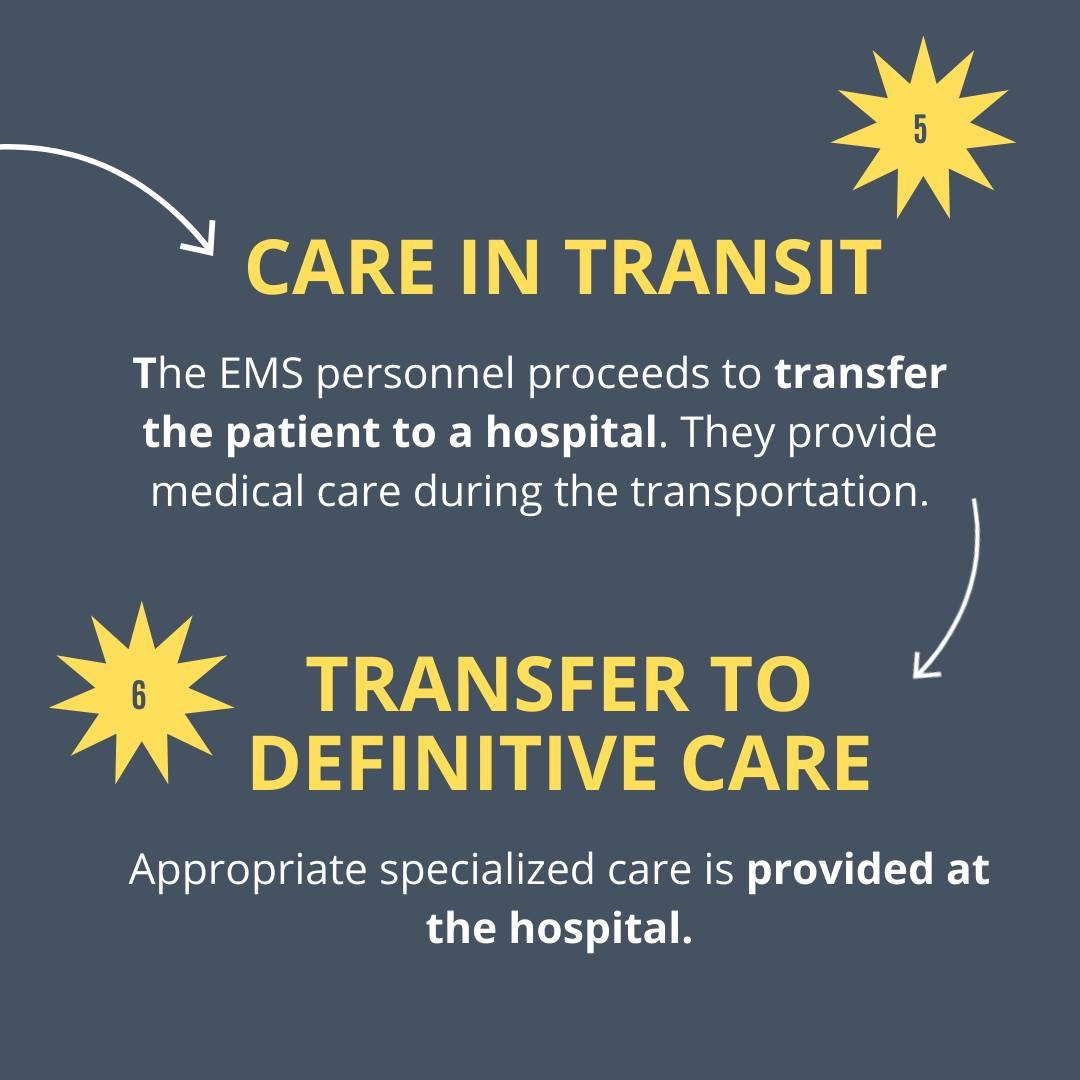 5
CARE IN TRANSIT
The EMS personnel proceeds to transfer
the patient to a hospital. They provide
medical care during the transportation.
6
TRANSFER TO
DEFINITIVE CARE
Appropriate specialized care is provided at
the hospital.